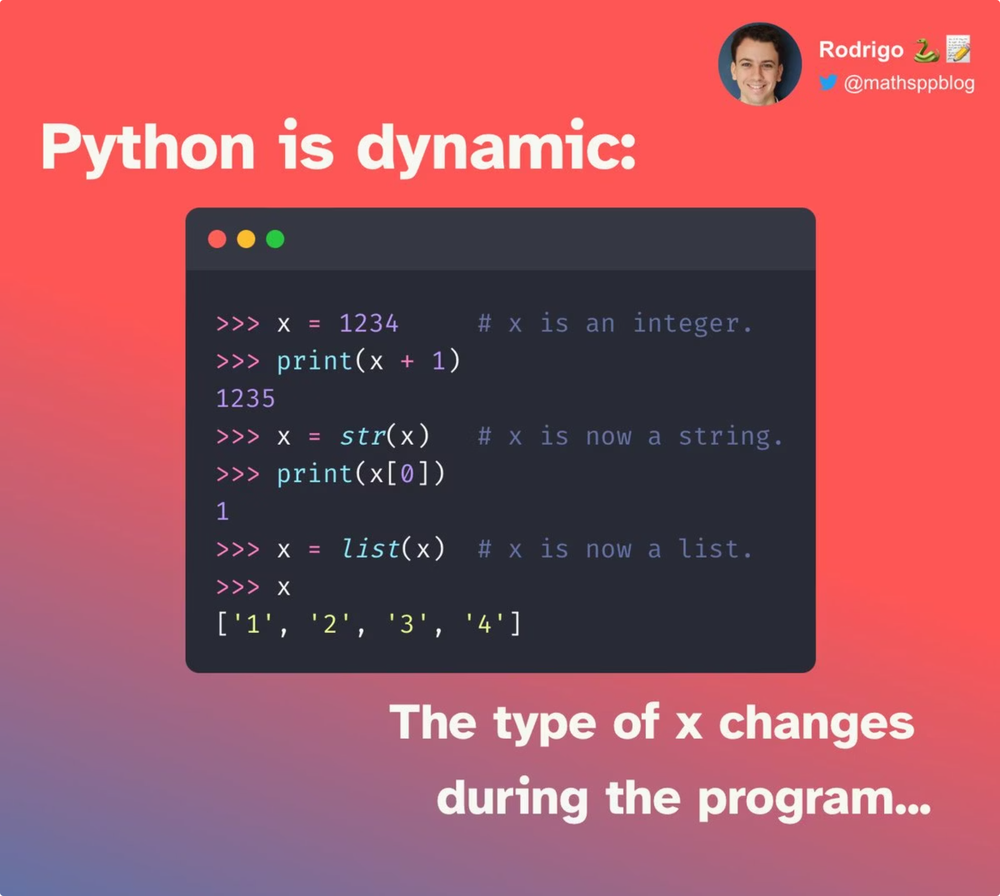 Rodrigo 🐍📝
@mathsppblog
Python is dynamic:
>>> x = 1234     # x is an integer.
>>> print(x + 1)
1235
>>> x = str(x)   # x is now a string.
>>> print(x[0])
1
>>> x = list(x)  # x is now a list.
>>> x
['1', '2', '3', '4']
The type of x changes
during the program...